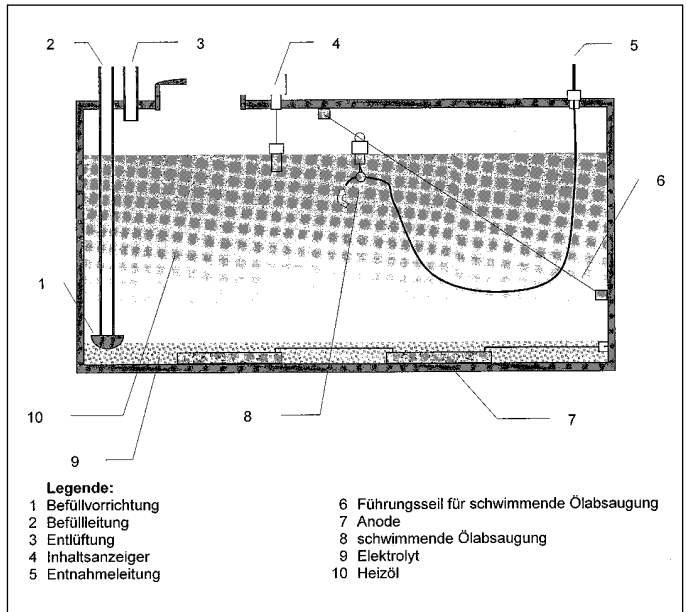 2
3
4
5
6
1
10
9
8
7
Legende:
1 Befüllvorrichtung
2 Befülleitung
3 Entlüftung
4 Inhaltsanzeiger
5 Entnahmeleitung
6 Führungsseil für schwimmende Ölabsaugung
7 Anode
8 schwimmende Ölabsaugung
9 Elektrolyt
10 Heizöl